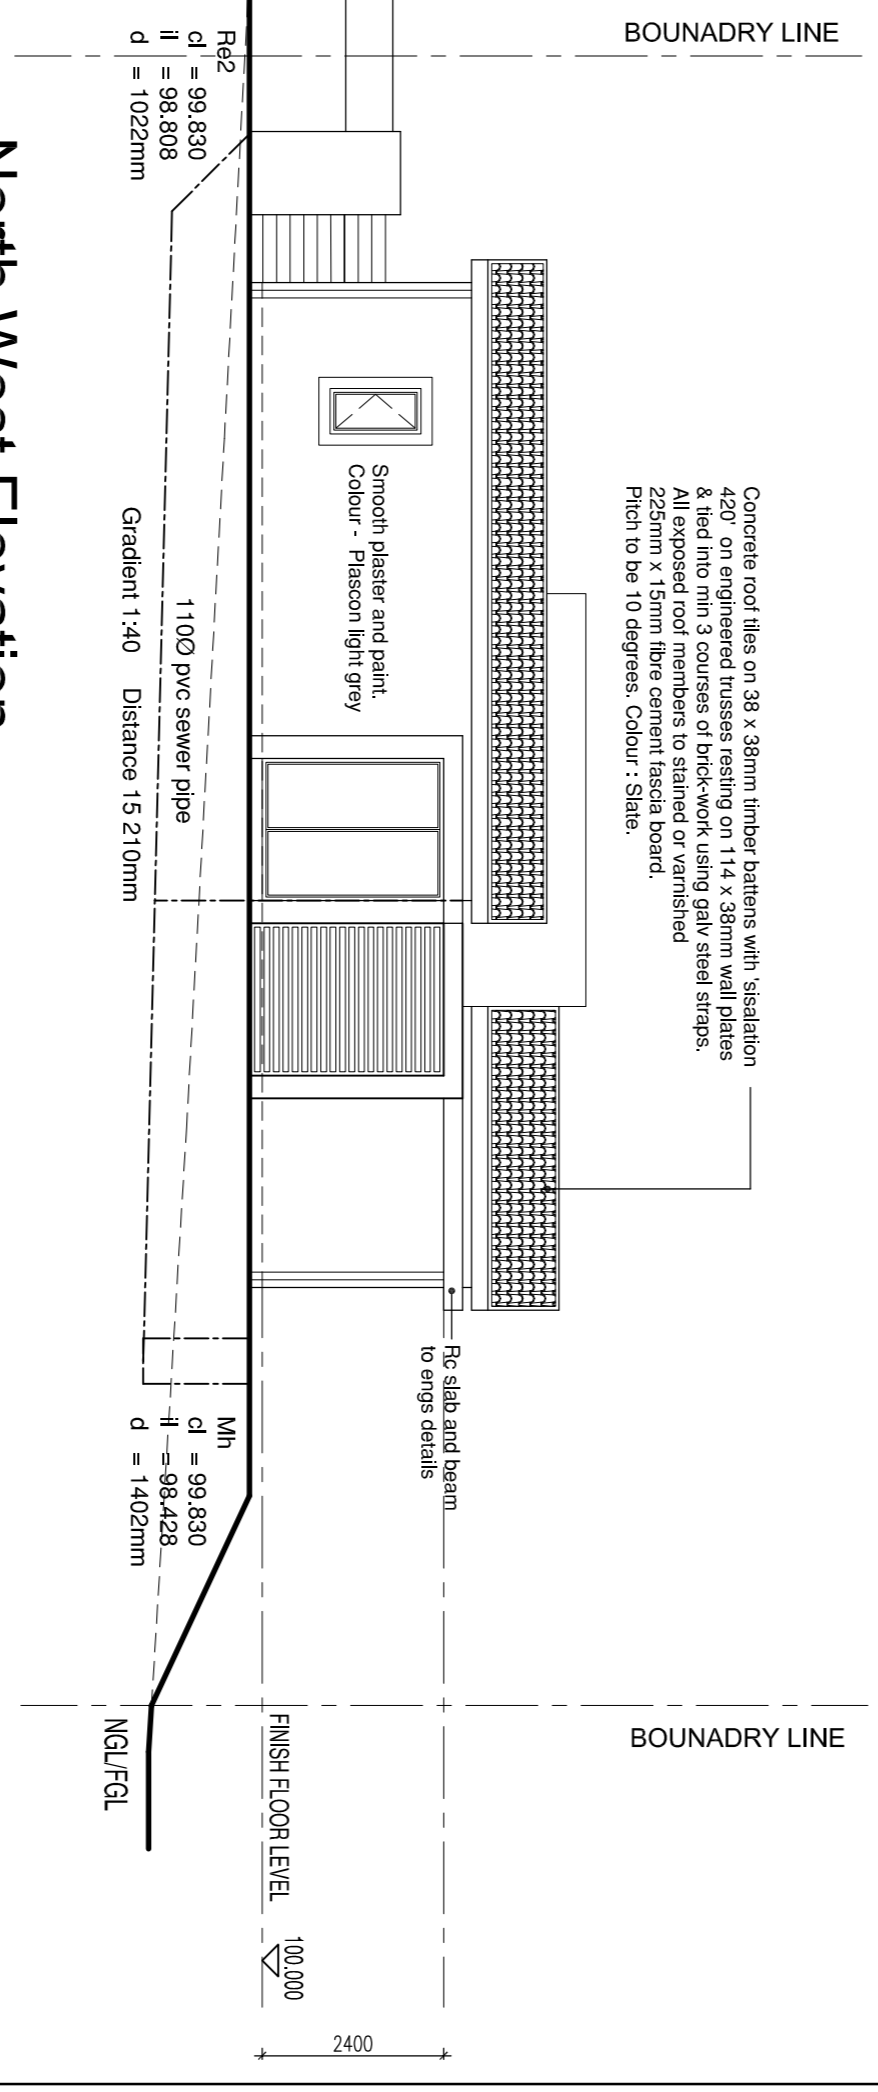 BOUNADRY LINE
BOUNADRY LINE
Concrete roof tiles on 38 x 38mm timber battens with 'sisalation
420' on engineered trusses resting on 114 x 38mm wall plates
& tied into min 3 courses of brick-work using galv steel straps.
All exposed roof members to stained or varnished
225mm x 15mm fibre cement fascia board.
Pitch to be 10 degrees. Colour : Slate.
Smooth plaster and paint.
Colour - Plascon light grey
Rc slab and beam
to engs details
2400
100.000
FINISH FLOOR LEVEL
NGL/FGL
Re2
cl = 99.830
il = 98.808
d = 1022mm
110Ø pvc sewer pipe
Gradient 1:40 Distance 15 210mm
Mh
cl = 99.830
il = 98.428
d = 1402mm
North West Elevation